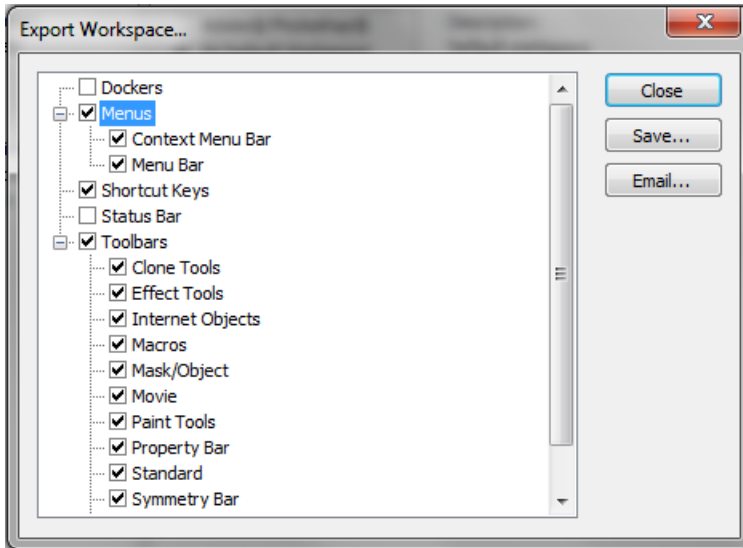 Export Workspace...
Dockers
Menus
Context Menu Bar
Menu Bar
Shortcut Keys
Status Bar
Toolbars
Clone Tools
Effect Tools
Internet Objects
Macros
Mask/Object
Movie
Paint Tools
Property Bar
Standard
Symmetry Bar
Close
Save...
Email...